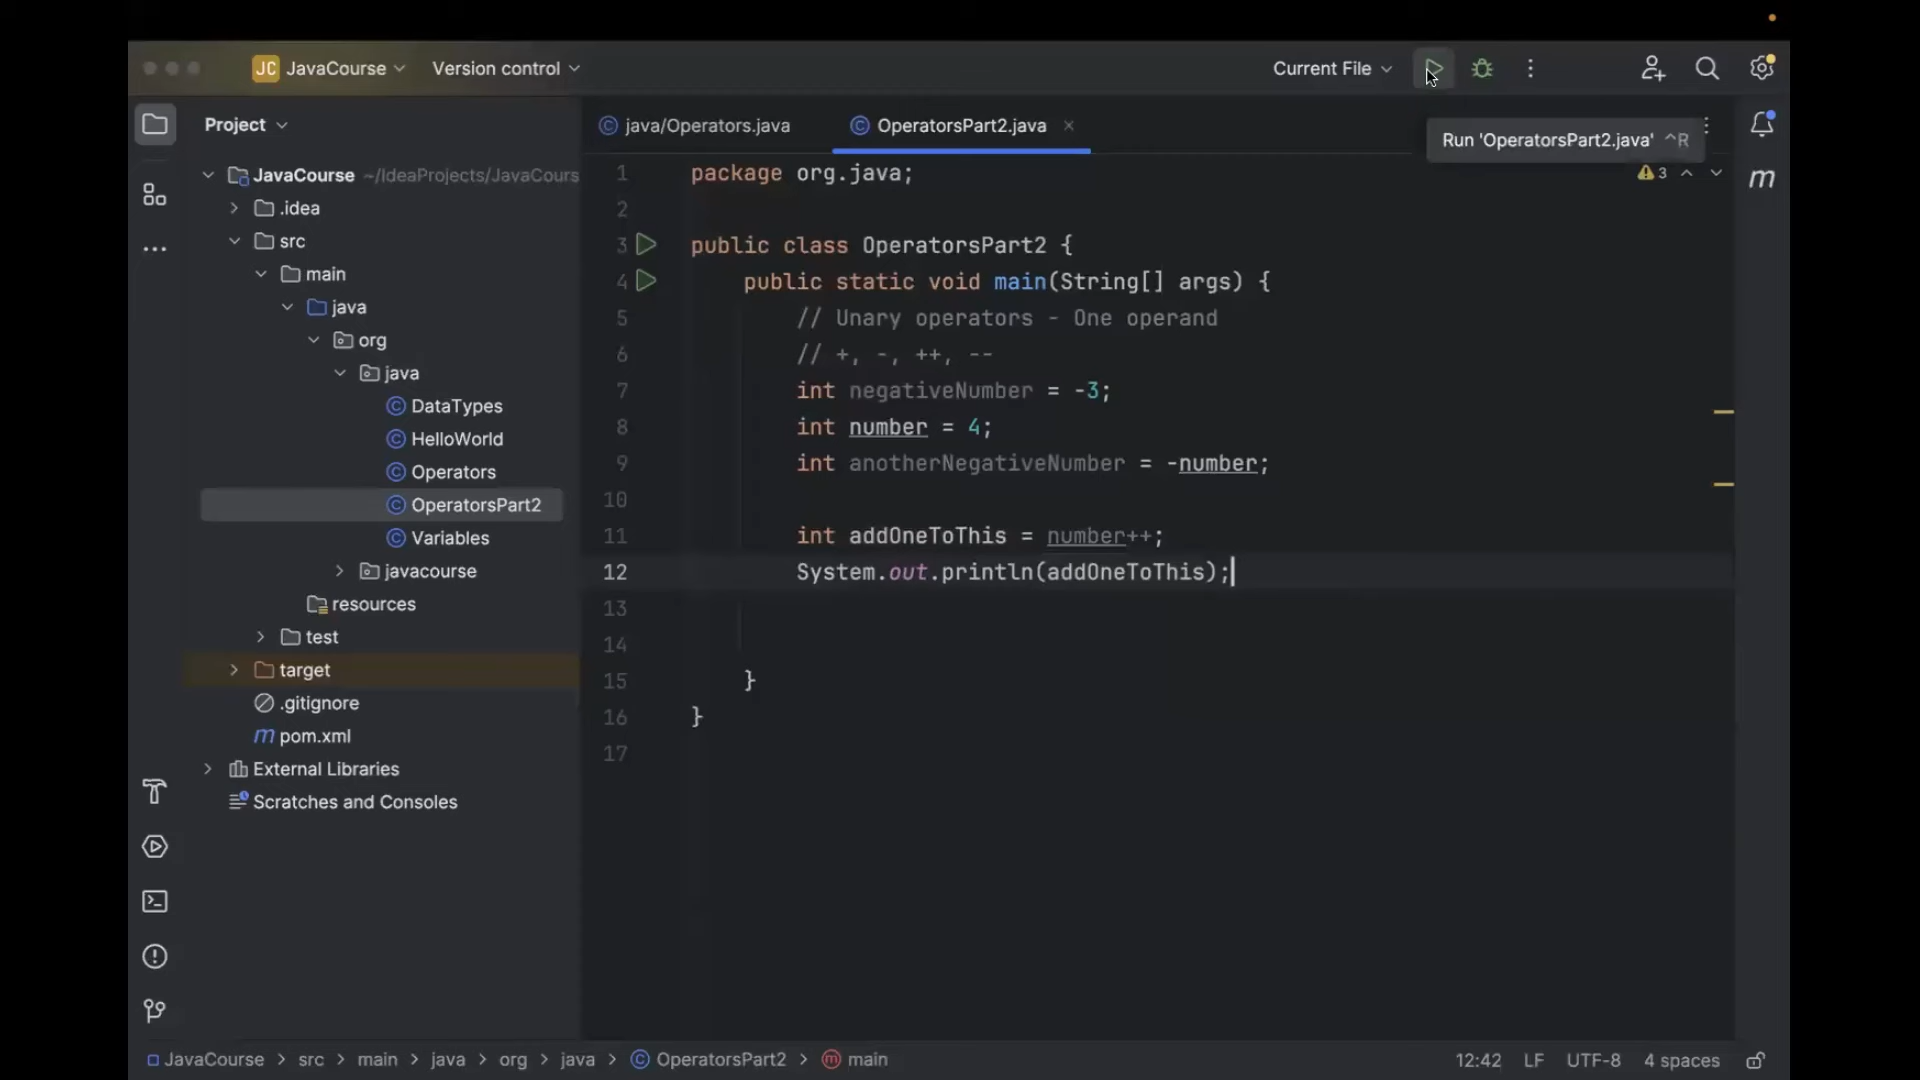 JC JavaCourse Version control Current File
Project
java/Operators.java OperatorsPart2.java
Run 'OperatorsPart2.java' ^R
3
m
JavaCourse ~/IdeaProjects/JavaCours
.idea
src
main
java
org
java
DataTypes
HelloWorld
Operators
OperatorsPart2
Variables
javacourse
resources
test
target
.gitignore
m pom.xml
External Libraries
Scratches and Consoles
1 package org.java;
2
3 public class OperatorsPart2 {
4 public static void main(String[] args) {
5 // Unary operators - One operand
6 // +, -, ++, --
7 int negativeNumber = -3;
8 int number = 4;
9 int anotherNegativeNumber = -number;
10
11 int addOneToThis = number++;
12 System.out.println(addOneToThis);
13
14
15 }
16 }
17
JavaCourse > src > main > java > org > java > OperatorsPart2 > main
12:42 LF UTF-8 4 spaces